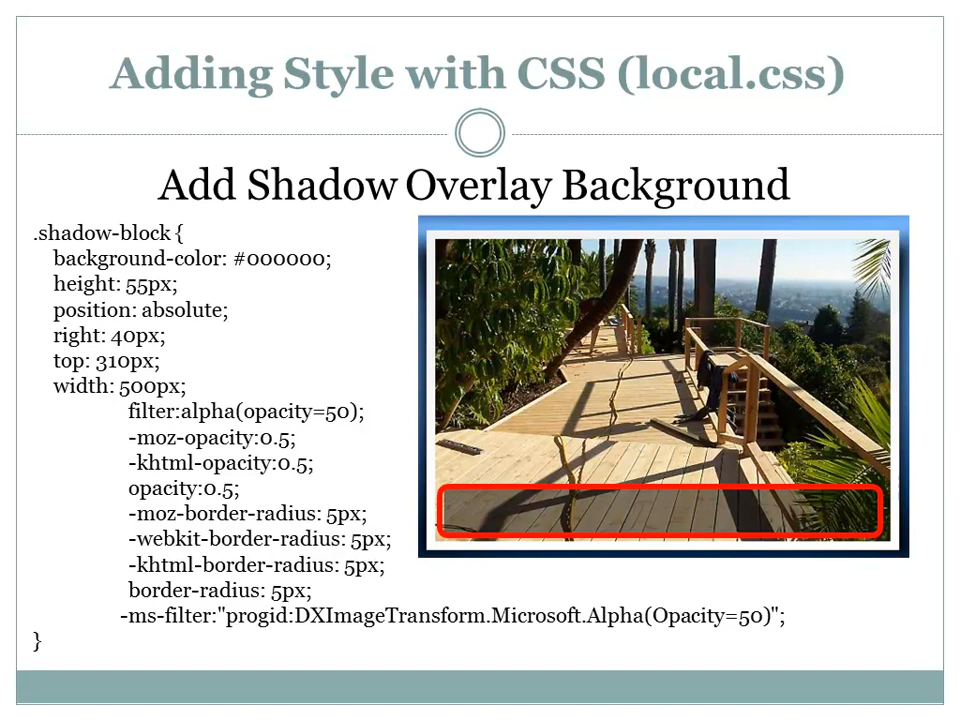 Adding Style with CSS (local.css)
Add Shadow Overlay Background
.shadow-block {
background-color: #000000;
height: 55px;
position: absolute;
right: 40px;
top: 310px;
width: 500px;
filter:alpha(opacity=50);
-moz-opacity:0.5;
-khtml-opacity:0.5;
opacity:0.5;
-moz-border-radius: 5px;
-webkit-border-radius: 5px;
-khtml-border-radius: 5px;
border-radius: 5px;
-ms-filter:"progid:DXImageTransform.Microsoft.Alpha(Opacity=50)";
}